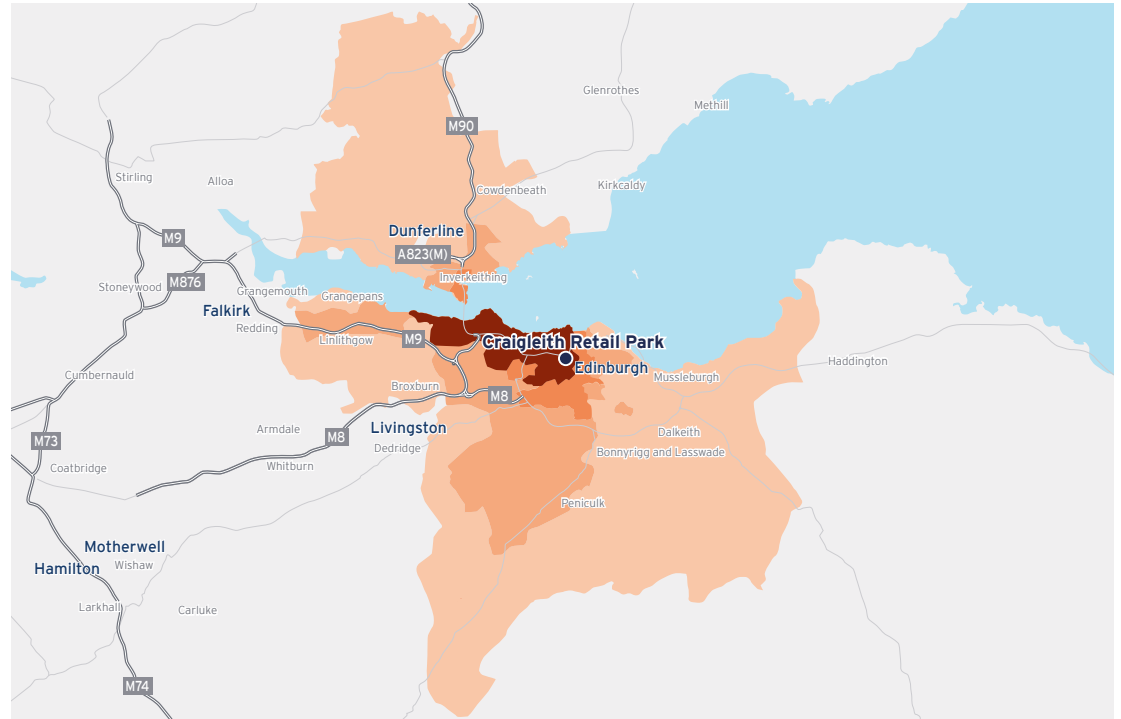 Glenrothes
Methill
M90
Stirling
Alloa
Kirkcaldy
Cowdenbeath
Dunferline
M9
A823(M)
Inverkeithing
M876
Stoneywood
Grangemouth
Grangepans
Falkirk
Redding
Linlithgow
M9
Craigleith Retail Park
Edinburgh
Haddington
Cumbernauld
Mussleburgh
Broxburn
M8
Armdale
Livingston
M8
Dalkeith
M73
Dedridge
Bonnyrigg and Lasswade
Coatbridge
Whitburn
Peniculk
Motherwell
Hamilton
Wishaw
Larkhall
Carluke
M74